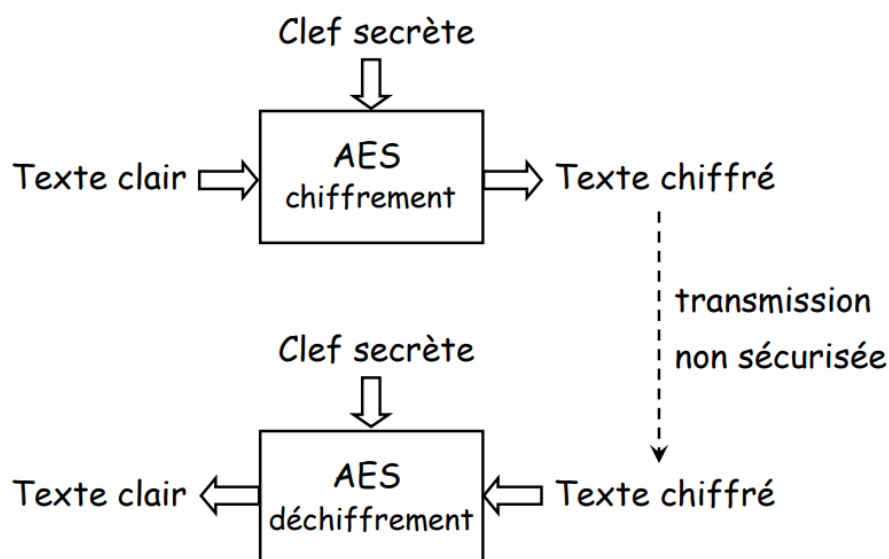 Clef secrète
Texte clair
AES
chiffrement
Texte chiffré
transmission
non sécurisée
Clef secrète
Texte clair
AES
déchiffrement
Texte chiffré